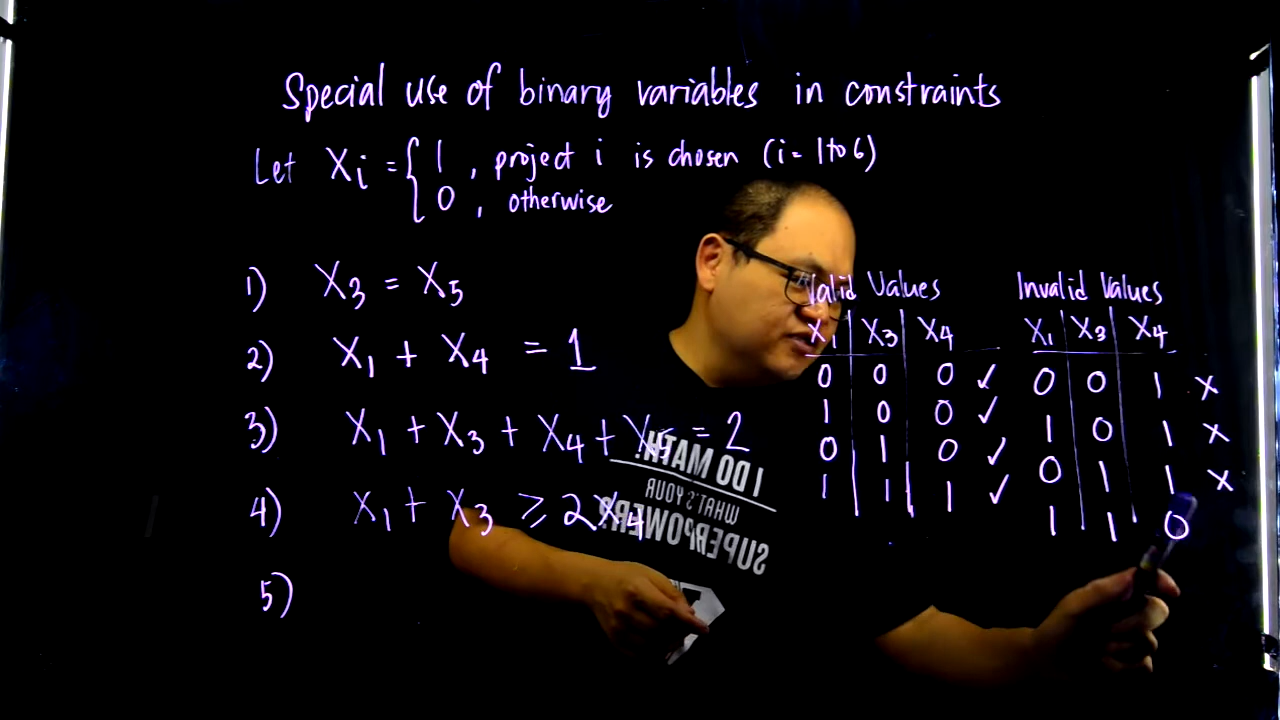 Special use of binary variables in constraints
Let Xi = { 1 , project i is chosen (i = 1 to 6)
0 , otherwise
1) X3 = X5
2) X1 + X4 = 1
3) X1 + X3 + X4 + = 2
4) X1 + X3 ≥ 2X4
5)
Valid Values
X1 X3 X4
0 0 0 ✓
1 0 0 ✓
0 1 0 ✓
1 1 1 ✓
Invalid Values
X1 X3 X4
0 0 1 x
1 0 1 x
0 1 1 x
1 1 0
I DO MATH!
WHAT'S YOUR
SUPERPOWER?